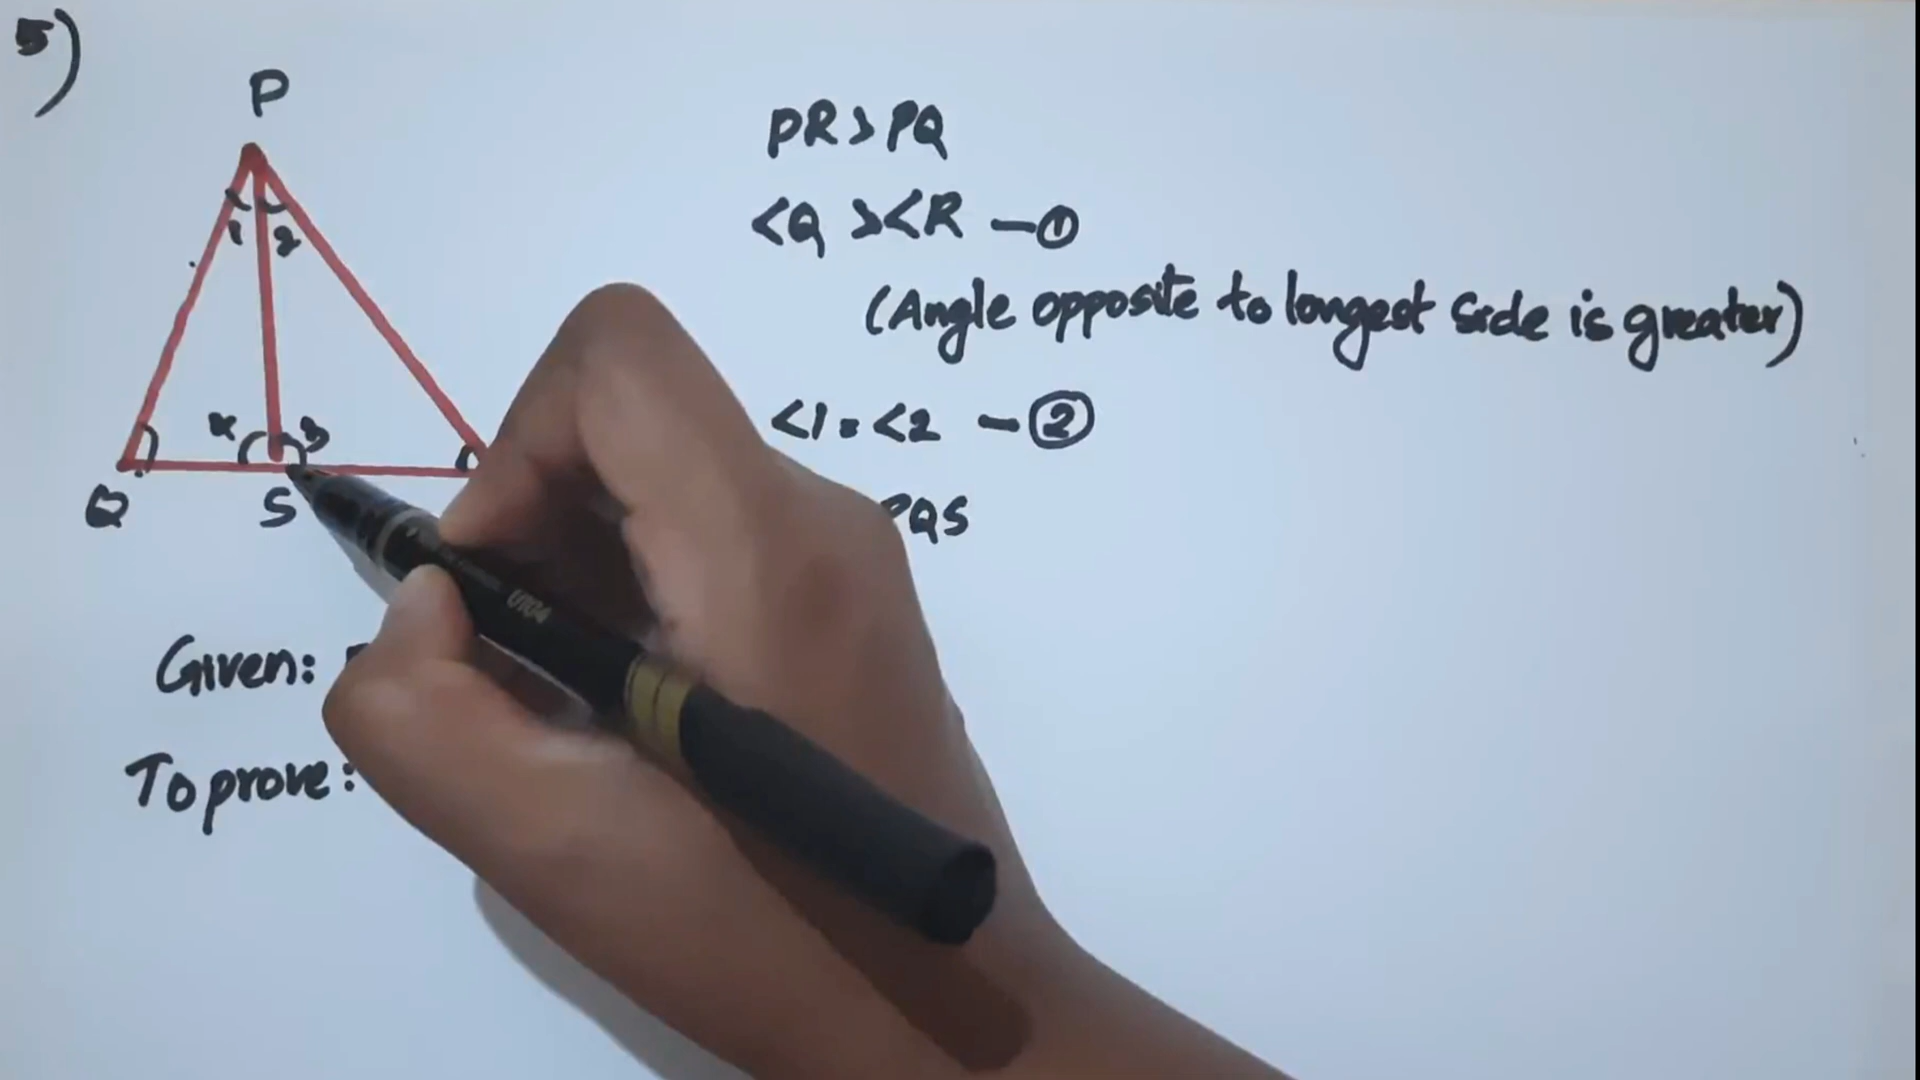 5)
P
PR > PQ
<Q > <R — ①
(Angle opposite to longest side is greater)
1 2
<1 = <2 — ②
x 3
Q S
PQS
U104
Given:
To prove: